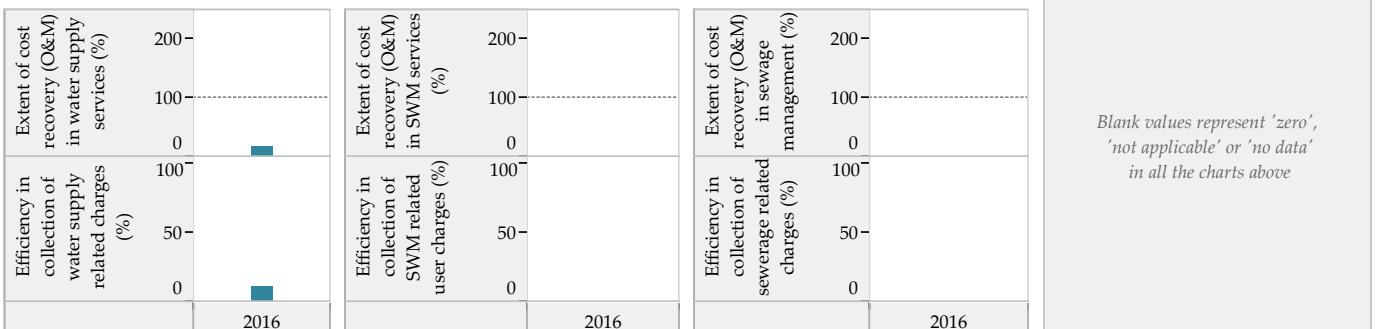 Extent of cost
recovery (O&M)
in water supply
services (%)
200
100
0
Efficiency in
collection of
water supply
related charges
(%)
100
50
0
2016
Extent of cost
recovery (O&M)
in SWM services
(%)
200
100
0
Efficiency in
collection of
SWM related
user charges (%)
100
50
0
2016
Extent of cost
recovery (O&M)
in sewage
management (%)
200
100
0
Efficiency in
collection of
sewerage related
charges (%)
100
50
0
2016
Blank values represent 'zero',
'not applicable' or 'no data'
in all the charts above